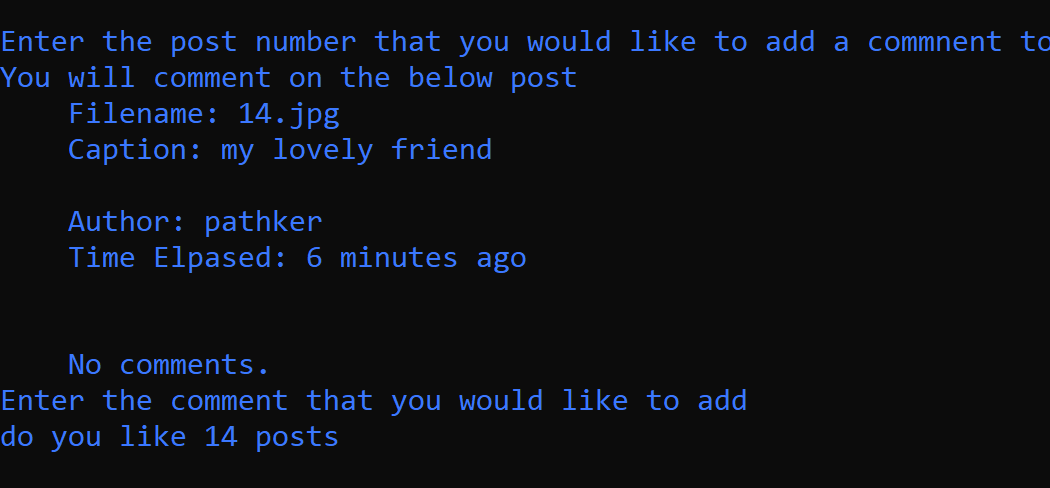 Enter the post number that you would like to add a commnent to
You will comment on the below post
Filename: 14.jpg
Caption: my lovely friend
Author: pathker
Time Elpased: 6 minutes ago
No comments.
Enter the comment that you would like to add
do you like 14 posts